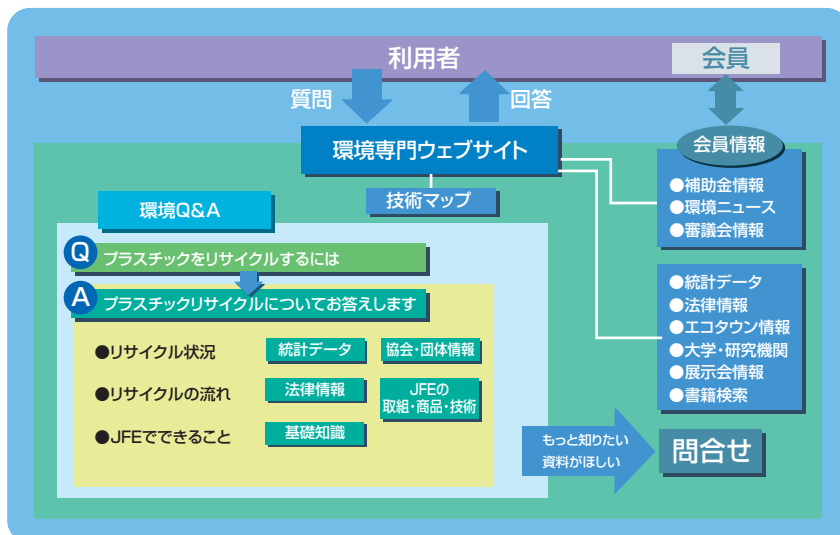 利用者
会員
質問
回答
環境専門ウェブサイト
会員情報
技術マップ
●補助金情報
●環境ニュース
●審議会情報
環境Q&A
Q プラスチックをリサイクルするには
A プラスチックリサイクルについてお答えします
●リサイクル状況
統計データ
協会・団体情報
●リサイクルの流れ
法律情報
JFEの
取組・商品・技術
●JFEでできること
基礎知識
●統計データ
●法律情報
●エコタウン情報
●大学・研究機関
●展示会情報
●書籍検索
もっと知りたい
資料がほしい
問合せ